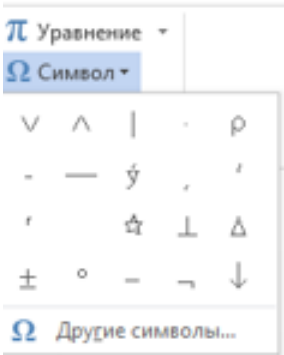 π Уравнение
Ω Символ
∨ ∧ | · ρ
- — ý ͵ ʹ
ʹ ☆ ⊥ Δ
± ° – ¬ ↓
Ω Другие символы...